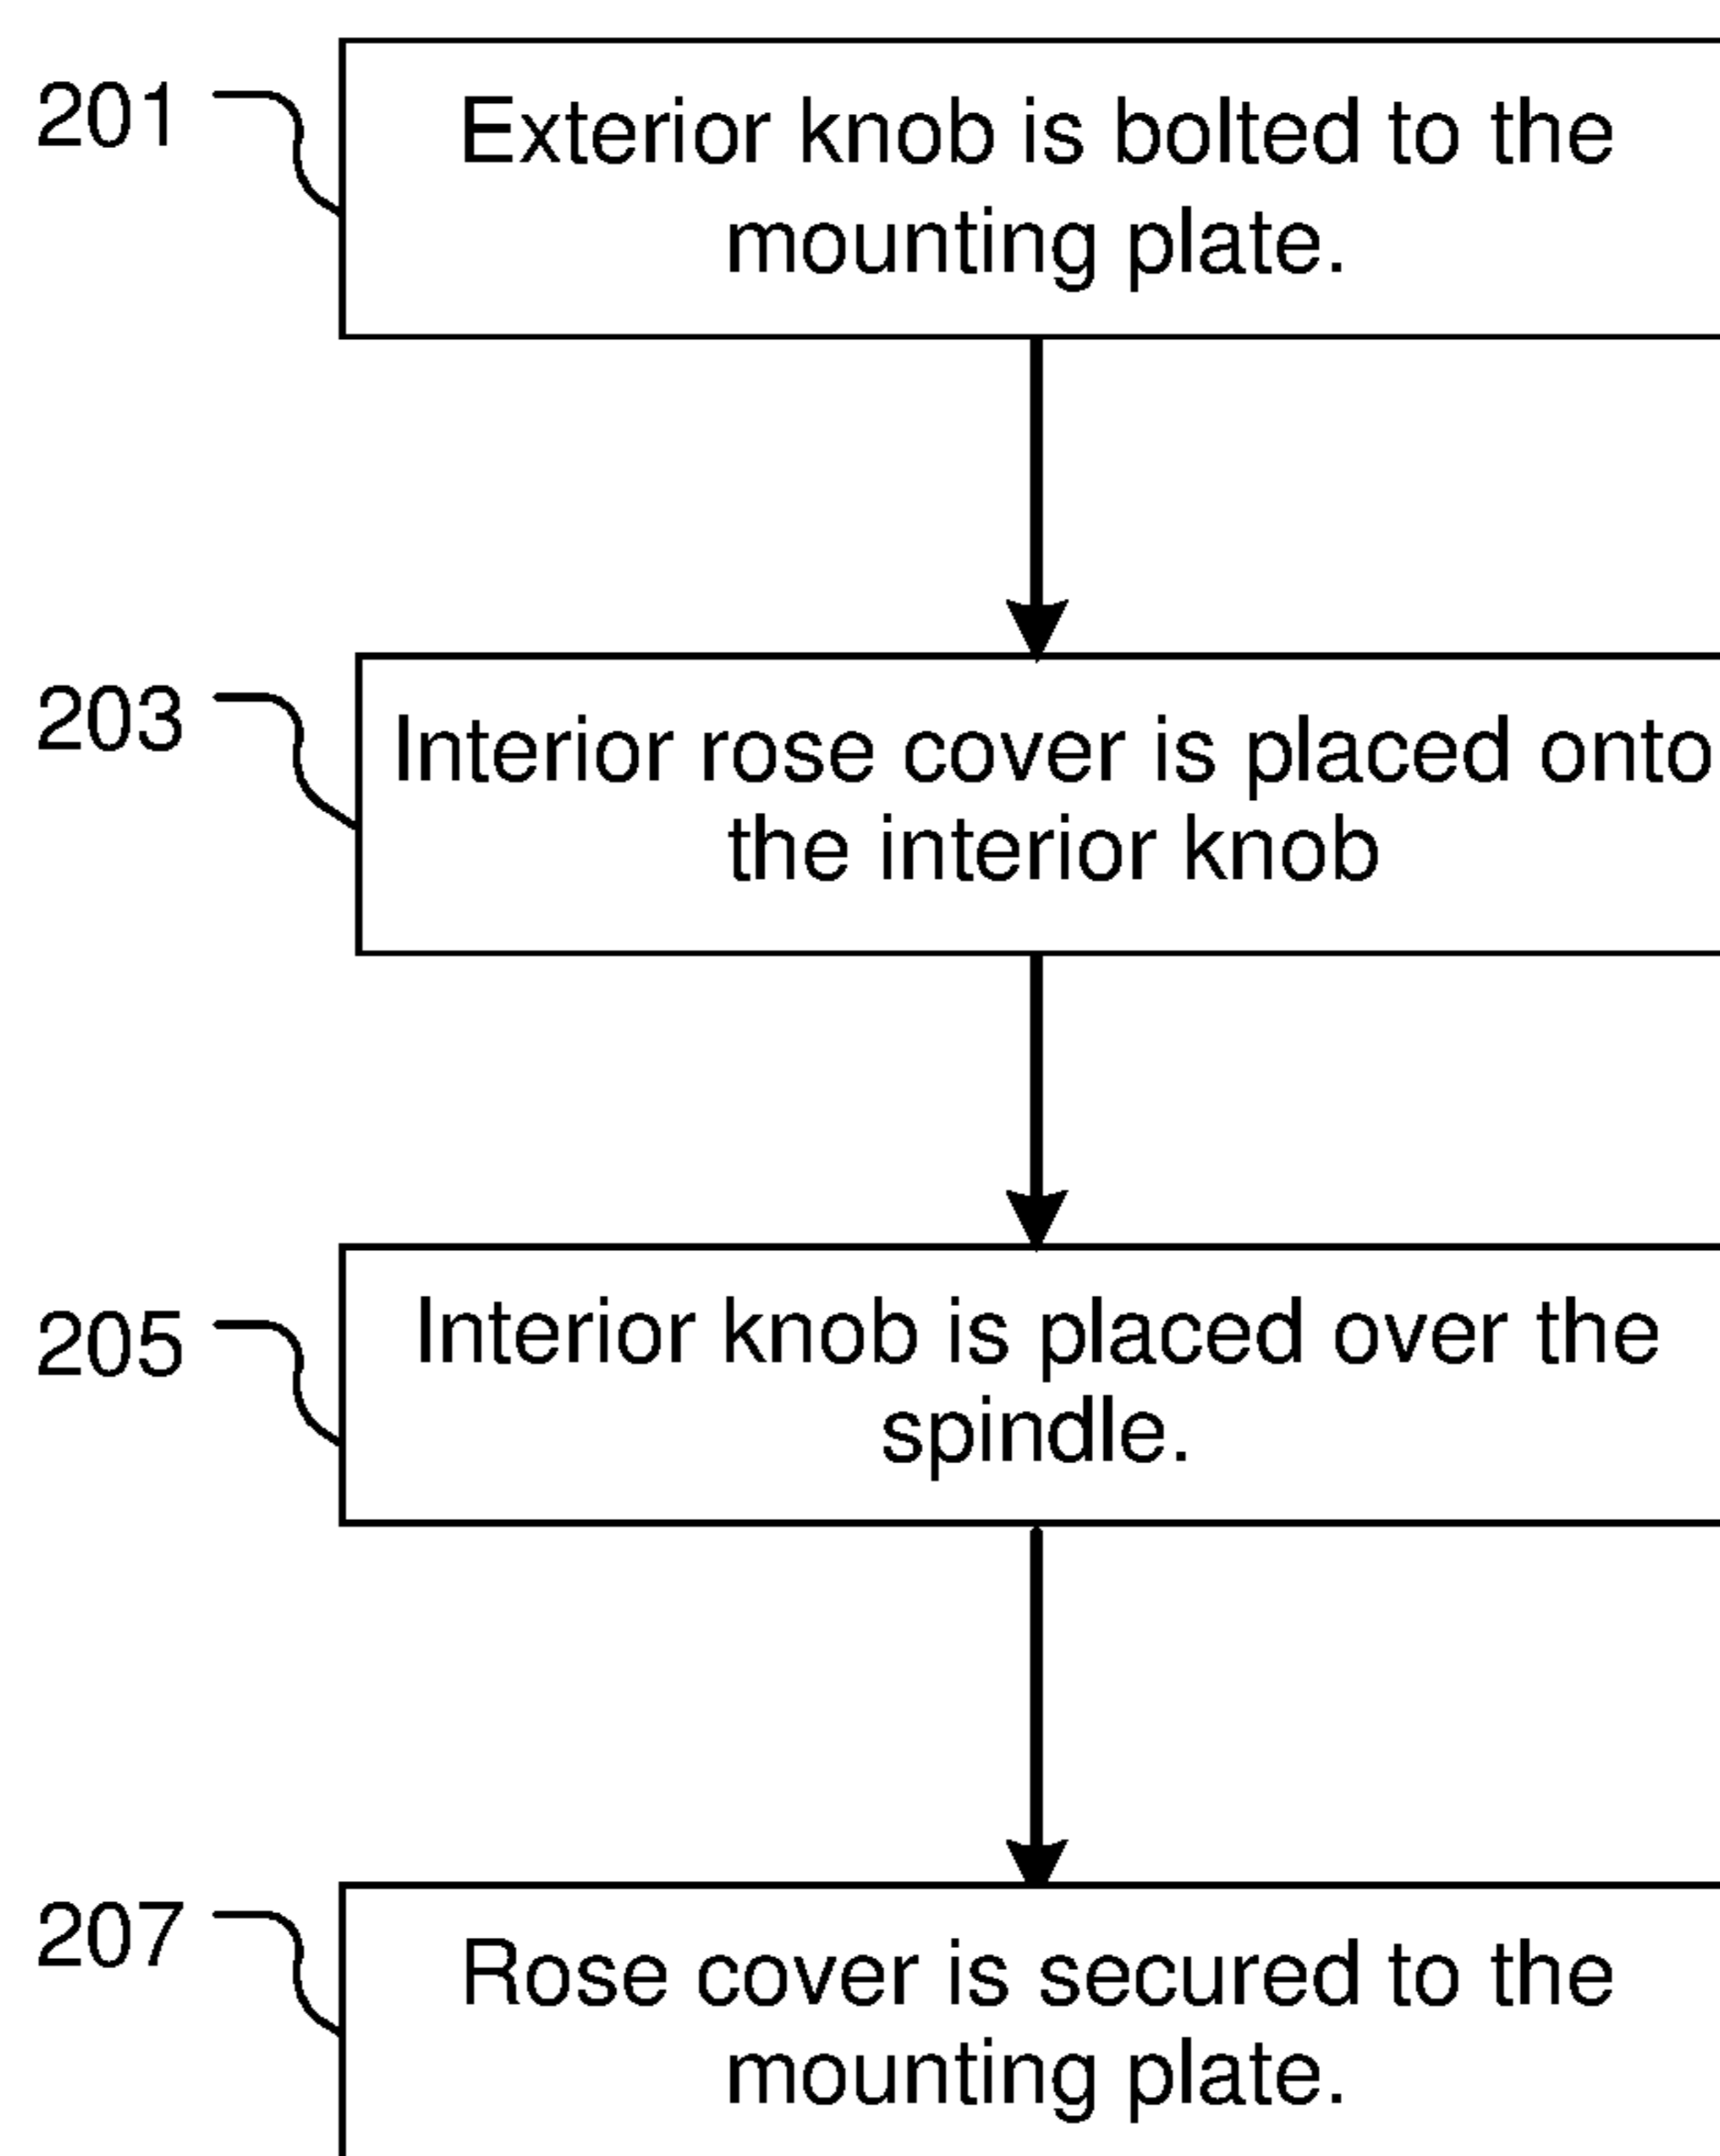 201
Exterior knob is bolted to the
mounting plate.
203
Interior rose cover is placed onto
the interior knob
205
Interior knob is placed over the
spindle.
207
Rose cover is secured to the
mounting plate.